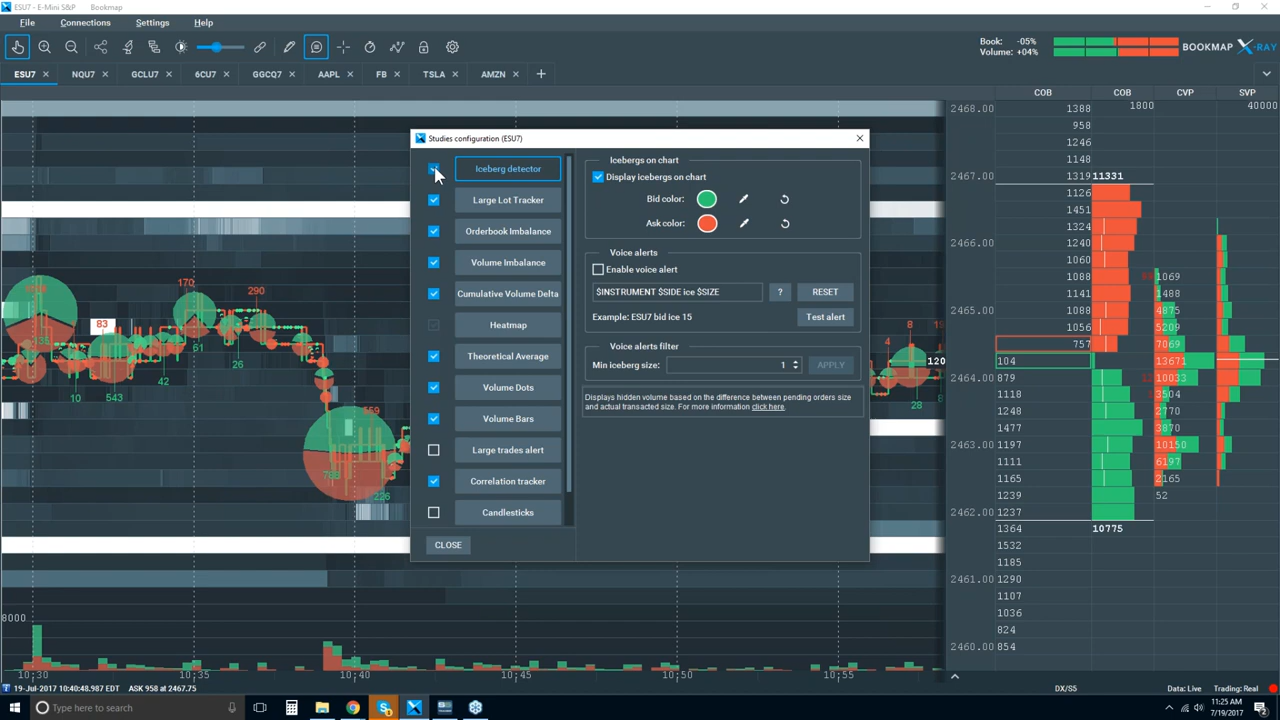 ESU7 - E-Mini S&P
Bookmap
File Connections Settings Help
Book: -05%
Volume: +04%
BOOKMAP X-RAY
ESU7 NQU7 GCLU7 6CU7 GGCQ7 AAPL FB TSLA AMZN
COB COB CVP SVP
2468.00 1388 1800 40000
958
1246
1148
2467.00 1319 11331
1126
1451
1324
2466.00 1240
1060
1088 1069
1141 1488
2465.00 1088 4875
1056 5209
757 7069
104 13671
2464.00 879 10033
1118 3504
1248 2770
1477 3870
2463.00 1197 10150
1111 6197
1165 2165
1239 52
2462.00 1237
1364 10775
1532
1185
2461.00 1290
1107
1036
824
2460.00 854
Studies configuration (ESU7)
Iceberg detector
Large Lot Tracker
Orderbook Imbalance
Volume Imbalance
Cumulative Volume Delta
Heatmap
Theoretical Average
Volume Dots
Volume Bars
Large trades alert
Correlation tracker
Candlesticks
CLOSE
Icebergs on chart
Display icebergs on chart
Bid color:
Ask color:
Voice alerts
Enable voice alert
$INSTRUMENT $SIDE ice $SIZE ? RESET
Example: ESU7 bid ice 15 Test alert
Voice alerts filter
Min iceberg size: 1 APPLY
Displays hidden volume based on the difference between pending orders size
and actual transacted size. For more information click here.
170
290
83
135
51
26
42
10
543
559
768
226
8
4
28
8
120
8000
10:30 10:35 10:40 10:45 10:50 10:55
19-Jul-2017 10:40:48.987 EDT ASK 958 at 2467.75
DX/S5 Data: Live Trading: Real
Type here to search
11:25 AM
7/19/2017
2